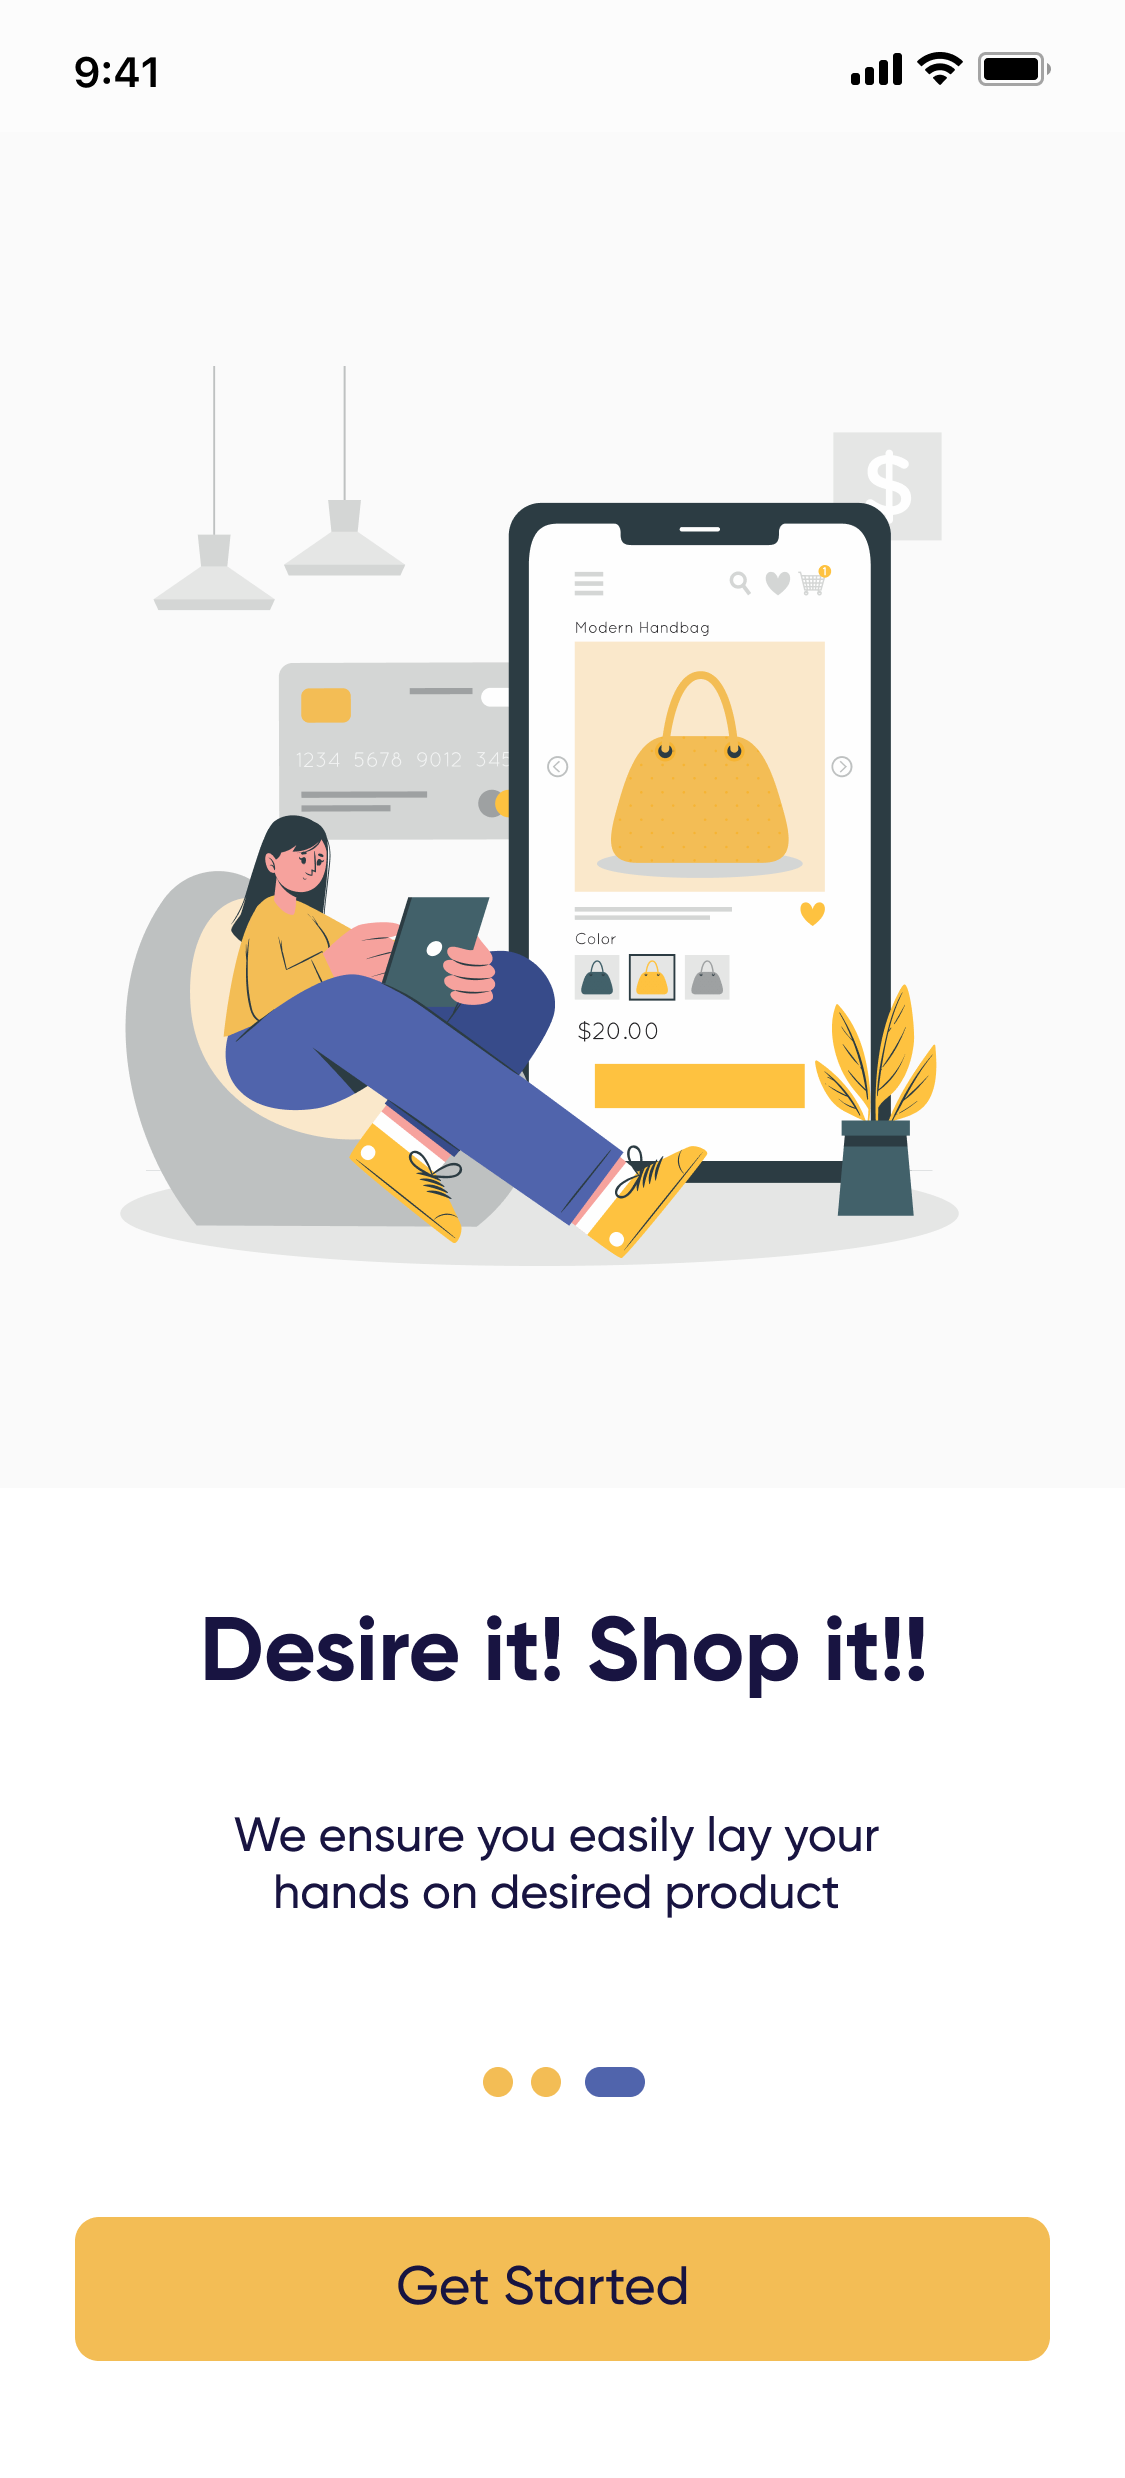 9:41
$
1
Modern Handbag
1234 5678 9012 345
Color
$20.00
Desire it! Shop it!!
We ensure you easily lay your
hands on desired product
Get Started